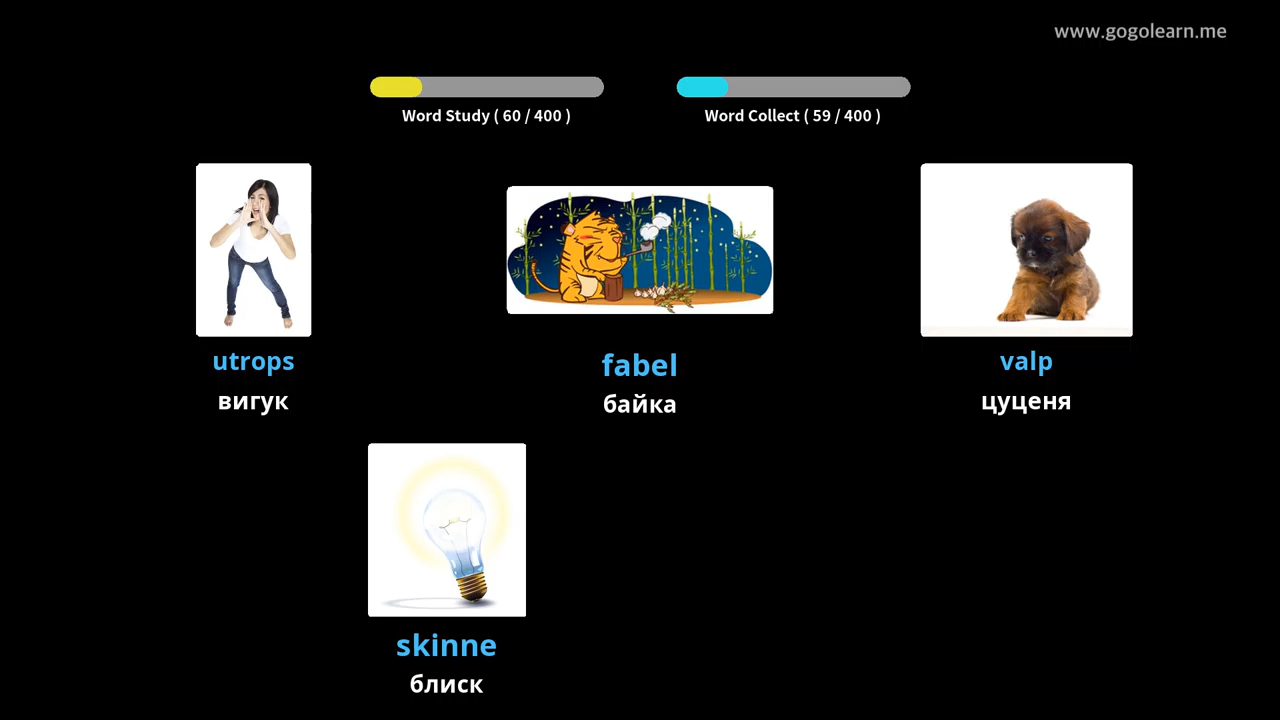 www.gogolearn.me
Word Study ( 60 / 400 )
Word Collect ( 59 / 400 )
utrops
вигук
fabel
байка
valp
цуценя
skinne
блиск